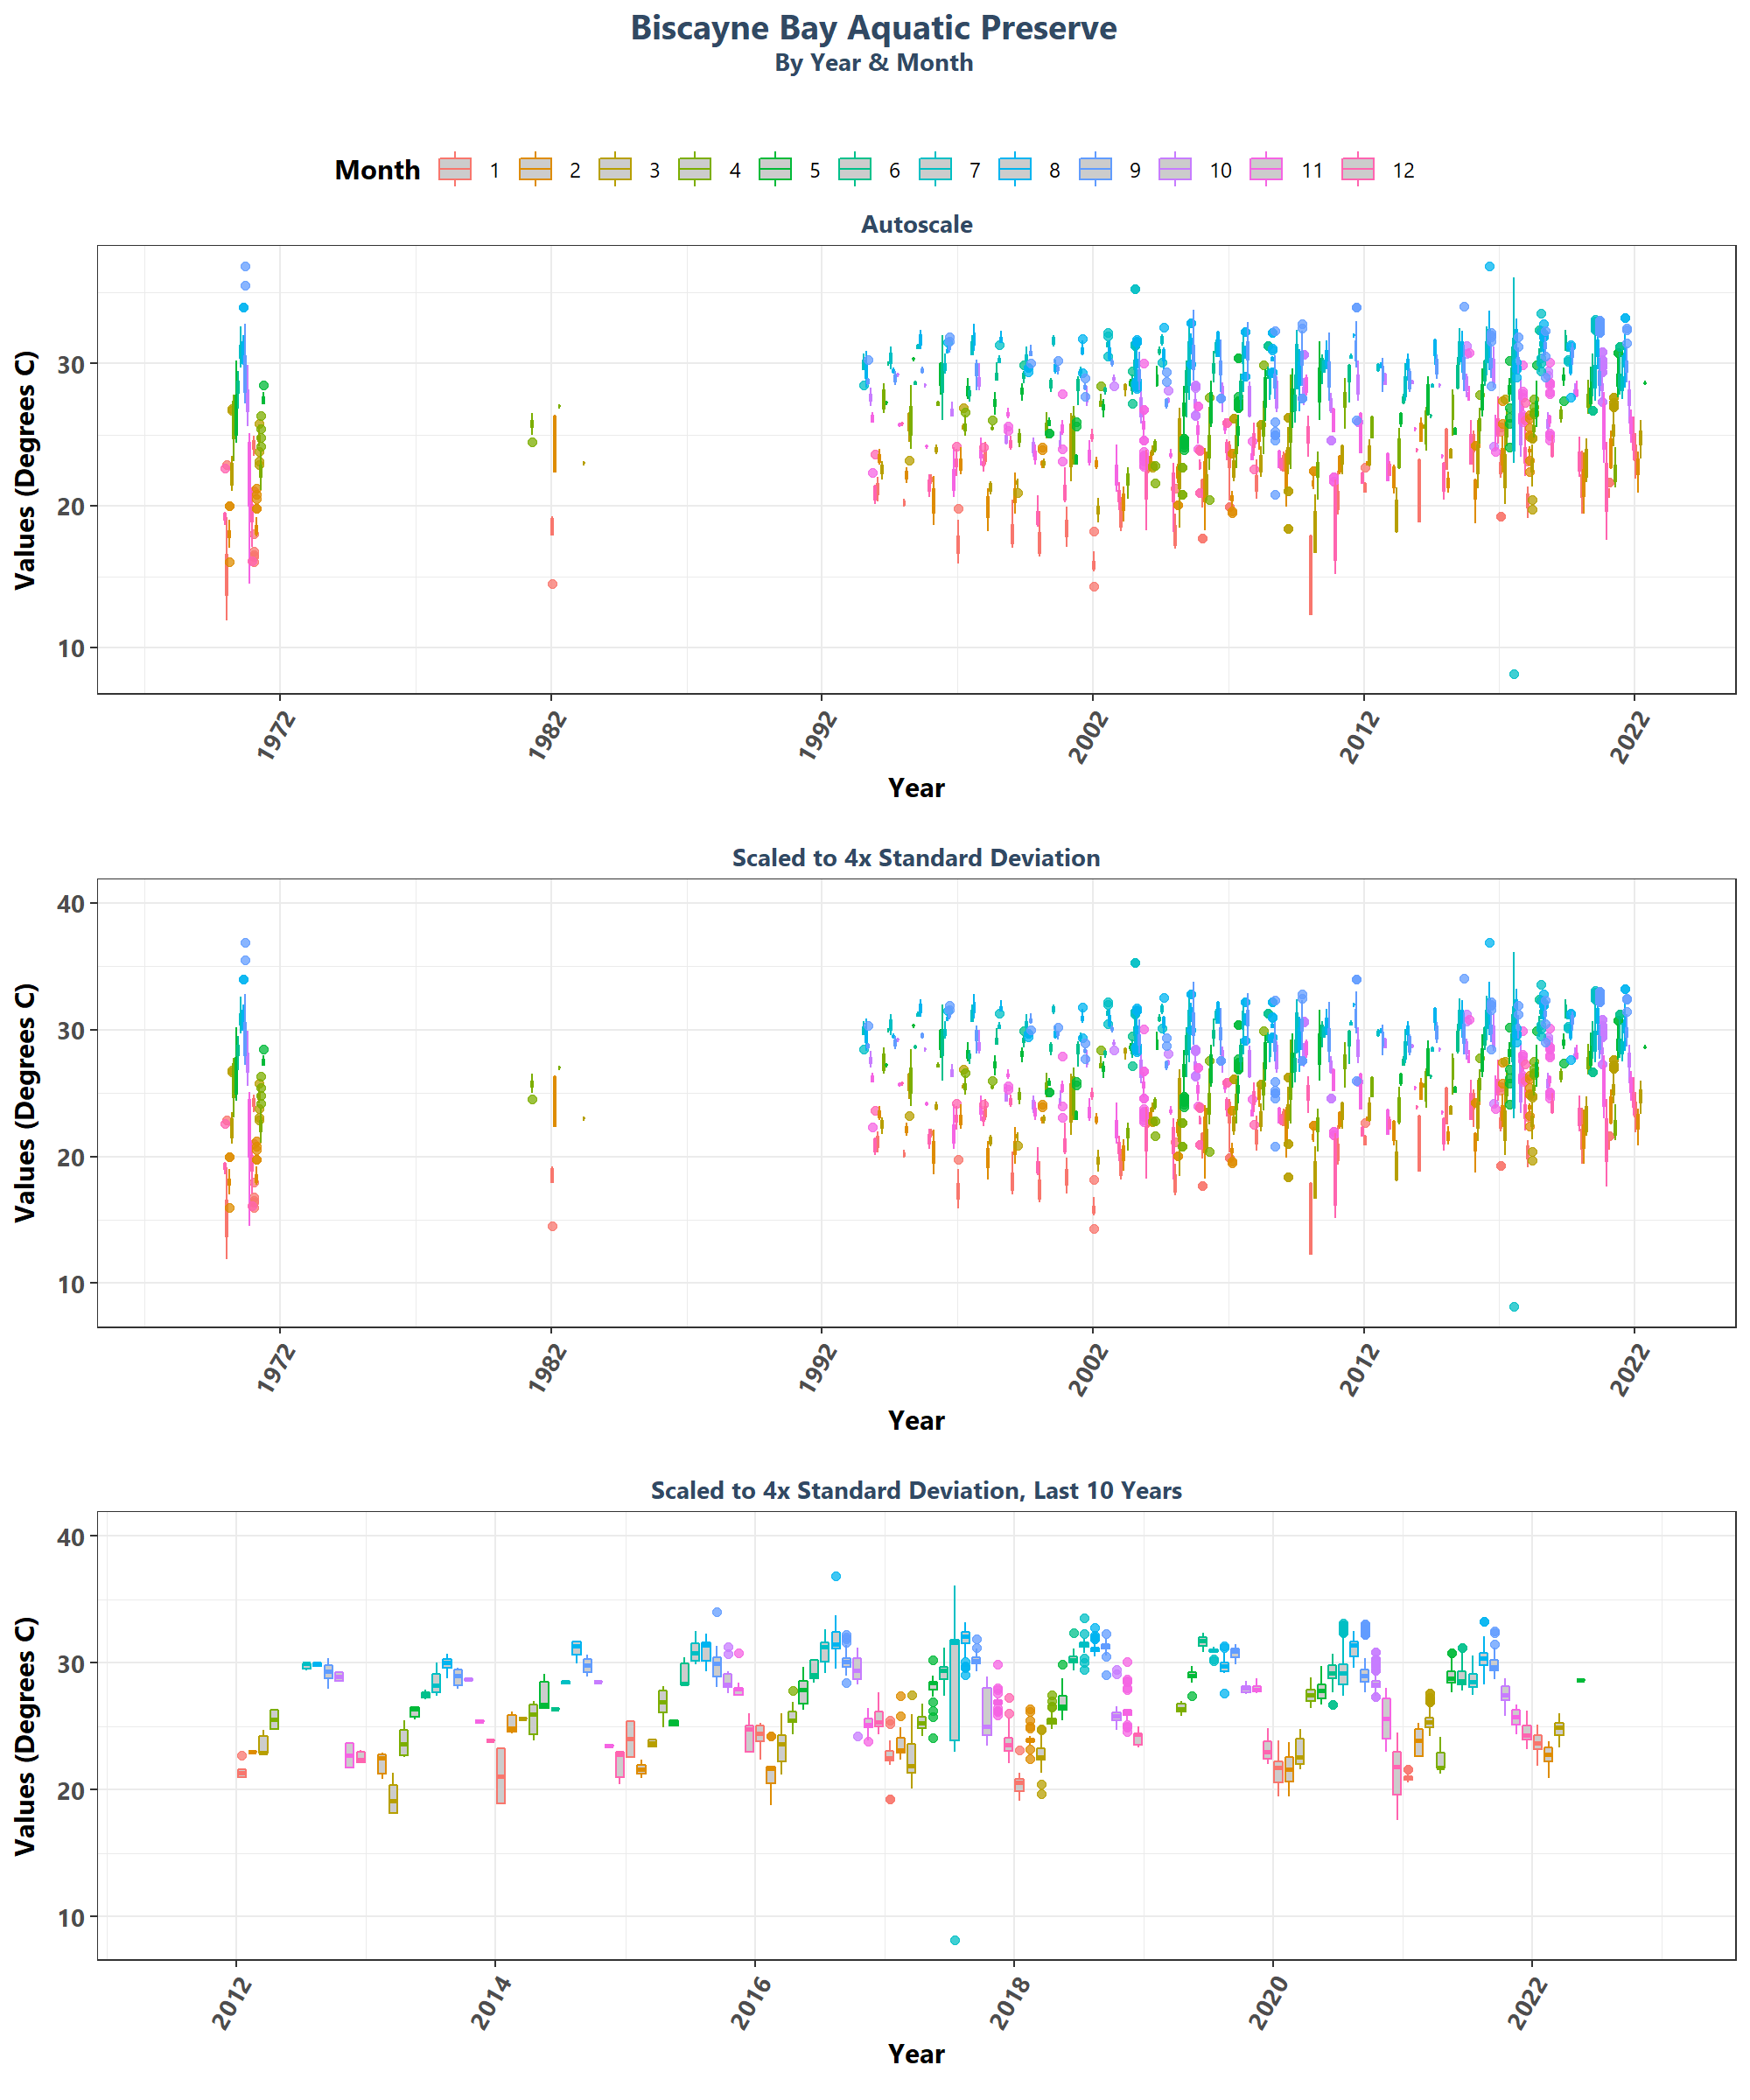 Biscayne Bay Aquatic Preserve
By Year & Month
Month 1 2 3 4 5 6 7 8 9 10 11 12
Autoscale
Values (Degrees C)
30
20
10
1972 1982 1992 2002 2012 2022
Year
Scaled to 4x Standard Deviation
Values (Degrees C)
40
30
20
10
1972 1982 1992 2002 2012 2022
Year
Scaled to 4x Standard Deviation, Last 10 Years
Values (Degrees C)
40
30
20
10
2012 2014 2016 2018 2020 2022
Year